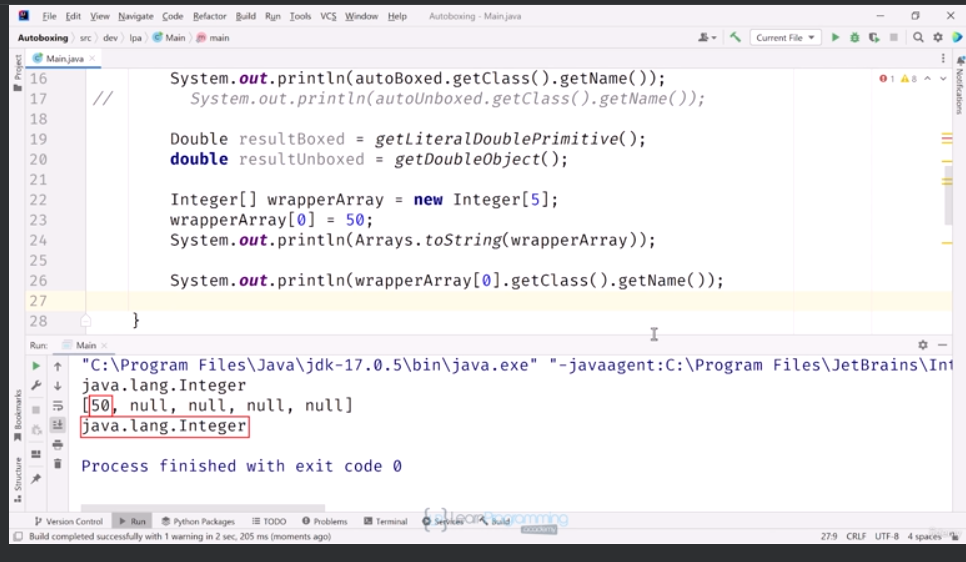 File Edit View Navigate Code Refactor Build Run Tools VCS Window Help Autoboxing - Main.java
Autoboxing src dev lpa Main main Current File
Project
Main.java
Notifications
16 System.out.println(autoBoxed.getClass().getName()); 1 8
17 // System.out.println(autoUnboxed.getClass().getName());
18
19 Double resultBoxed = getLiteralDoublePrimitive();
20 double resultUnboxed = getDoubleObject();
21
22 Integer[] wrapperArray = new Integer[5];
23 wrapperArray[0] = 50;
24 System.out.println(Arrays.toString(wrapperArray));
25
26 System.out.println(wrapperArray[0].getClass().getName());
27
28 }
Run: Main
"C:\Program Files\Java\jdk-17.0.5\bin\java.exe" "-javaagent:C:\Program Files\JetBrains\Int
java.lang.Integer
[50, null, null, null, null]
java.lang.Integer
Process finished with exit code 0
Bookmarks
Structure
Version Control Run Python Packages TODO Problems Terminal Services Build
Learn Programming
academy
Build completed successfully with 1 warning in 2 sec, 205 ms (moments ago) 27:9 CRLF UTF-8 4 spaces